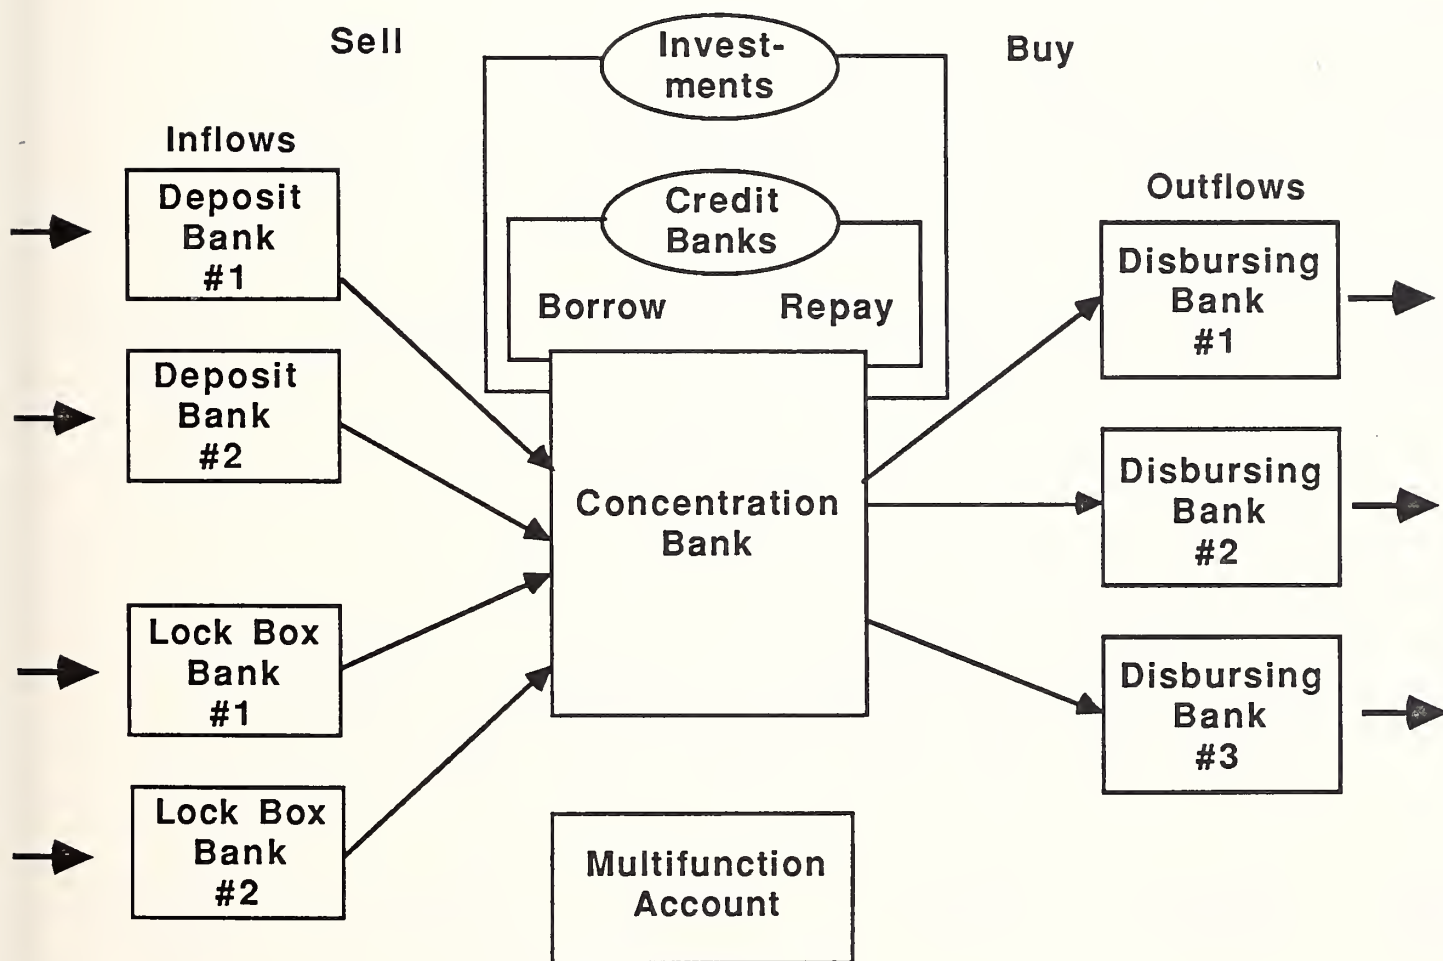 Sell
Invest-
ments
Buy
Inflows
Deposit
Bank
#1
Credit
Banks
Outflows
Borrow
Repay
Disbursing
Bank
#1
Deposit
Bank
#2
Concentration
Bank
Disbursing
Bank
#2
Lock Box
Bank
#1
Disbursing
Bank
#3
Lock Box
Bank
#2
Multifunction
Account